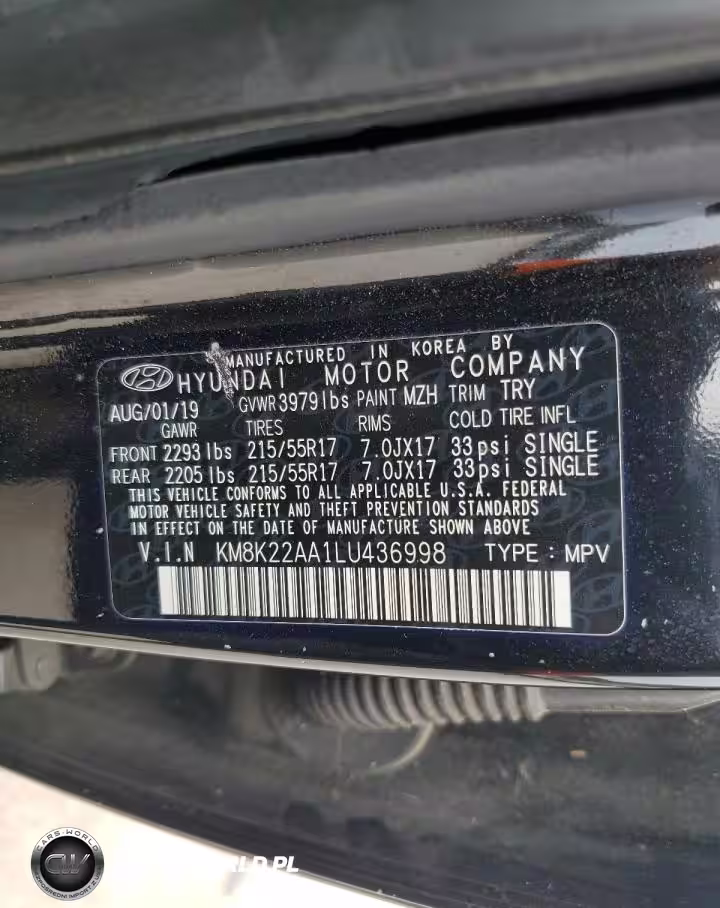 MANUFACTURED IN KOREA BY
HYUNDAI MOTOR COMPANY
AUG/01/19 GVWR 3979 lbs PAINT MZH TRIM TRY
GAWR TIRES RIMS COLD TIRE INFL
FRONT 2293 lbs 215/55R17 7.0JX17 33 psi SINGLE
REAR 2205 lbs 215/55R17 7.0JX17 33 psi SINGLE
THIS VEHICLE CONFORMS TO ALL APPLICABLE U.S.A. FEDERAL
MOTOR VEHICLE SAFETY AND THEFT PREVENTION STANDARDS
IN EFFECT ON THE DATE OF MANUFACTURE SHOWN ABOVE
V.I.N KM8K22AA1LU436998 TYPE : MPV
CARS-WORLD
CW